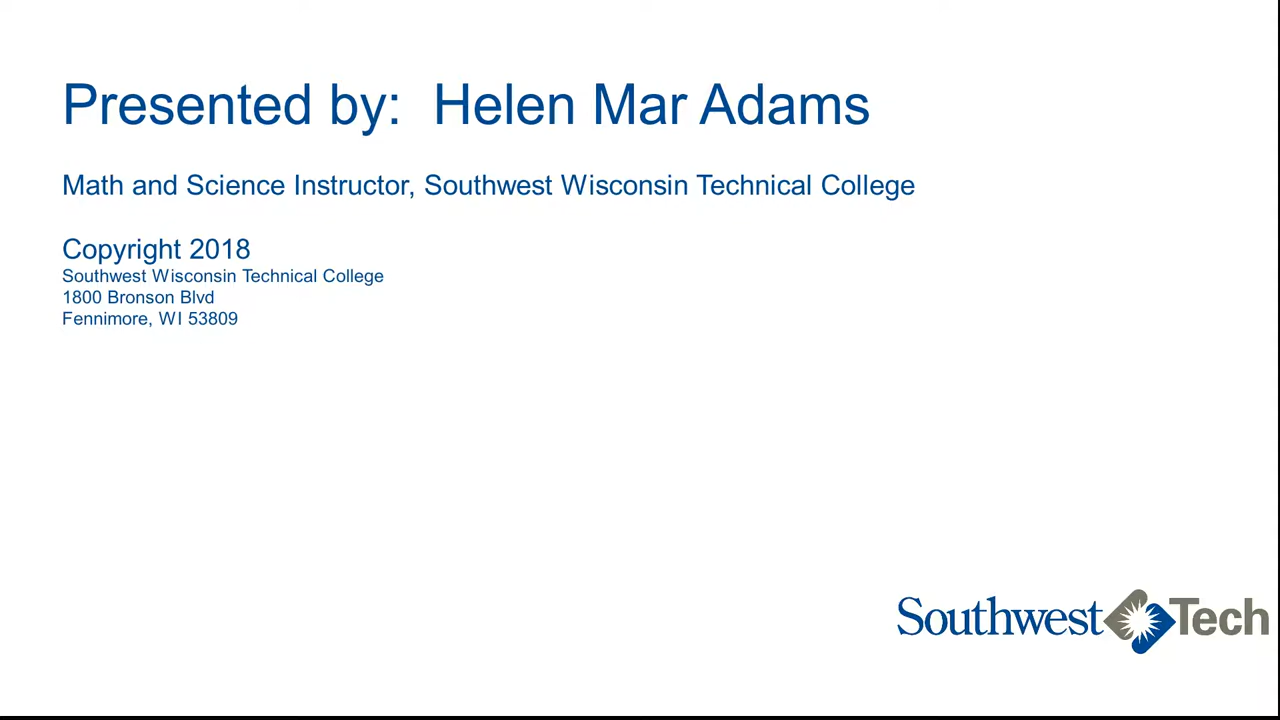 Presented by:  Helen Mar Adams
Math and Science Instructor, Southwest Wisconsin Technical College
Copyright 2018
Southwest Wisconsin Technical College
1800 Bronson Blvd
Fennimore, WI 53809
Southwest Tech